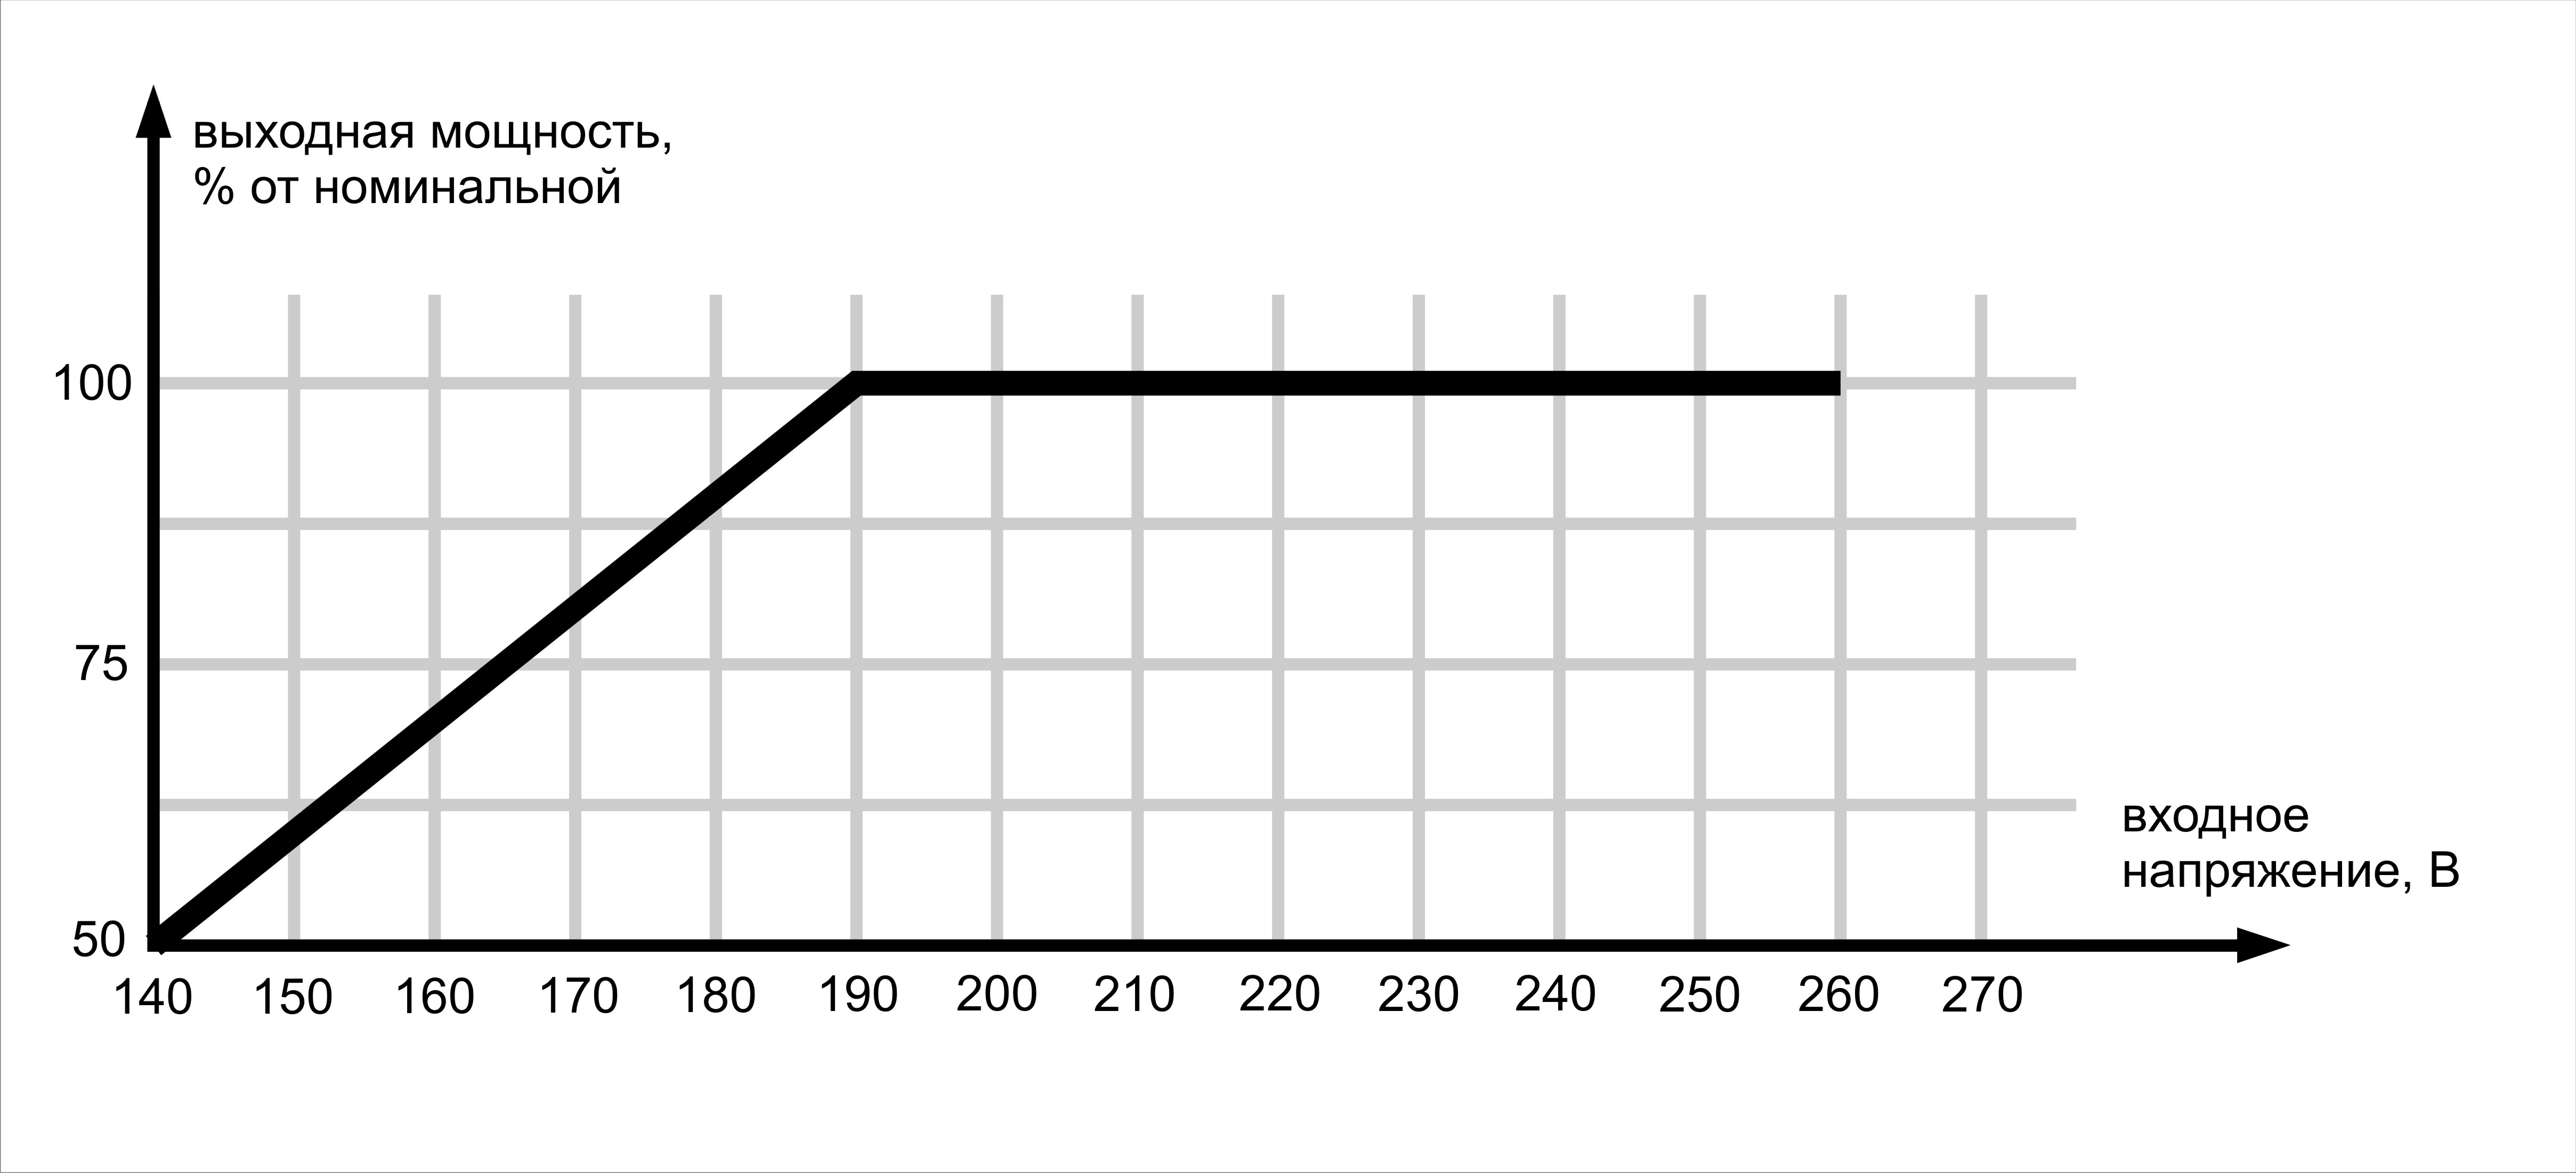 выходная мощность,
% от номинальной
100
75
50
входное
напряжение, В
140 150 160 170 180 190 200 210 220 230 240 250 260 270